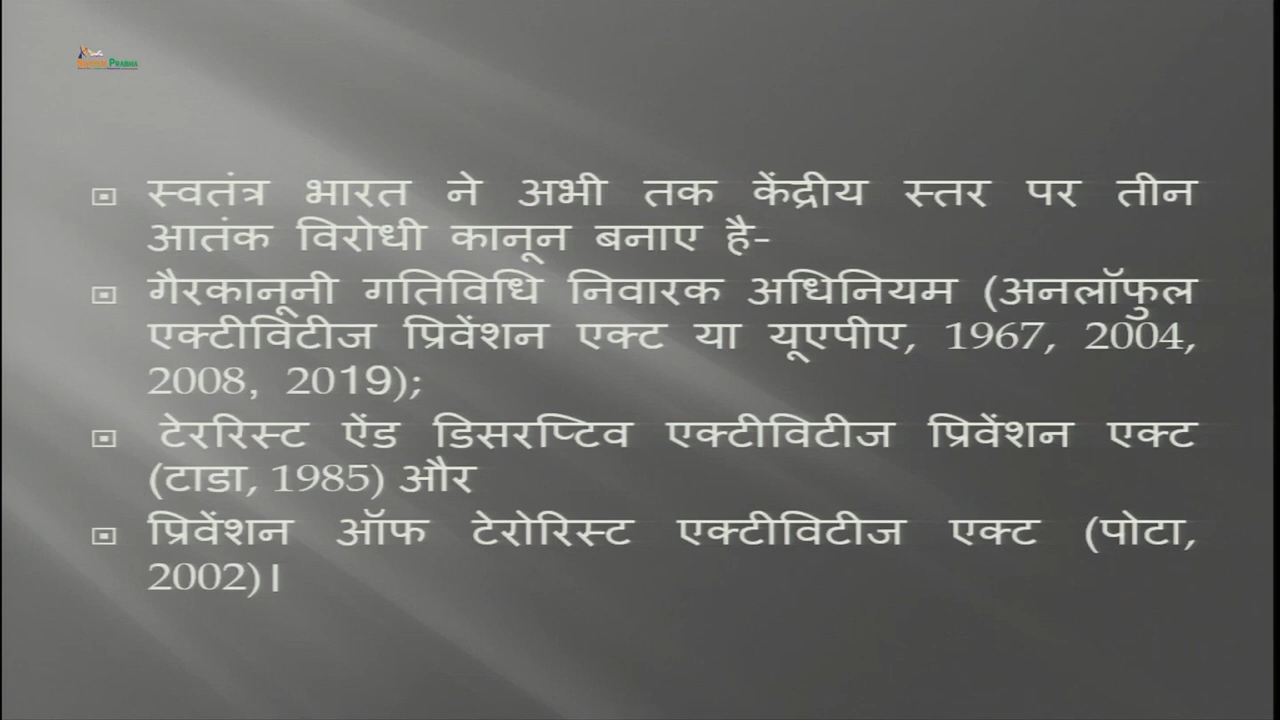 PRABHA
स्वतंत्र भारत ने अभी तक केंद्रीय स्तर पर तीन
आतंक विरोधी कानून बनाए है-
गैरकानूनी गतिविधि निवारक अधिनियम (अनलॉफुल
एक्टीविटीज प्रिवेंशन एक्ट या यूएपीए, 1967, 2004,
2008, 2019);
टेररिस्ट ऐंड डिसरप्टिव एक्टीविटीज प्रिवेंशन एक्ट
(टाडा, 1985) और
प्रिवेंशन ऑफ टेरोरिस्ट एक्टीविटीज एक्ट (पोटा,
2002)।